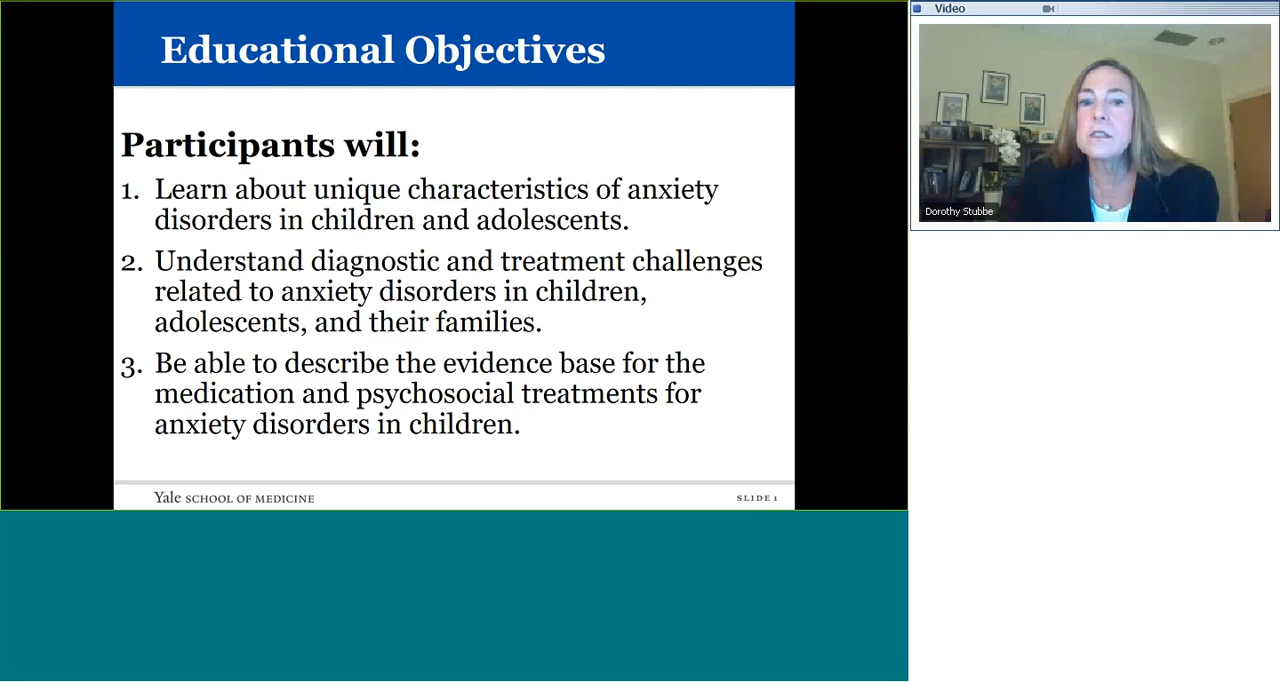 Educational Objectives
Participants will:
1. Learn about unique characteristics of anxiety
disorders in children and adolescents.
2. Understand diagnostic and treatment challenges
related to anxiety disorders in children,
adolescents, and their families.
3. Be able to describe the evidence base for the
medication and psychosocial treatments for
anxiety disorders in children.
Yale SCHOOL OF MEDICINE
SLIDE 1
Video
Dorothy Stubbe